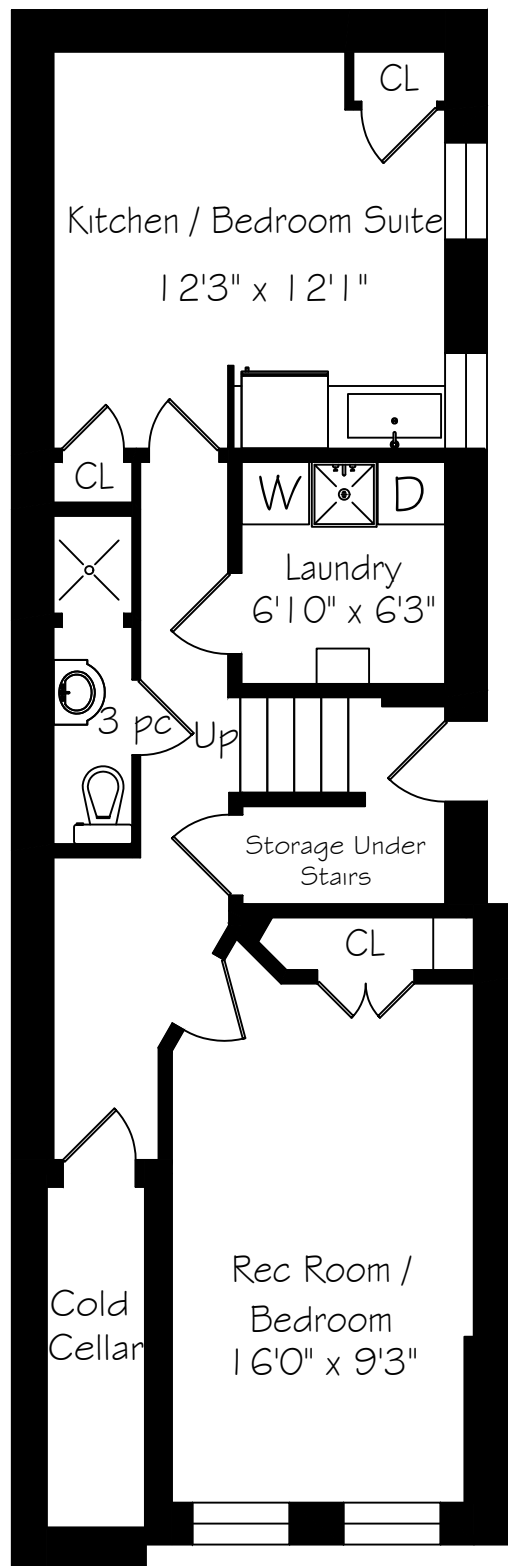 CL
Kitchen / Bedroom Suite
12'3" x 12'1"
CL
W
D
Laundry
6'10" x 6'3"
3 pc
Up
Storage Under
Stairs
CL
Rec Room /
Bedroom
16'0" x 9'3"
Cold
Cellar